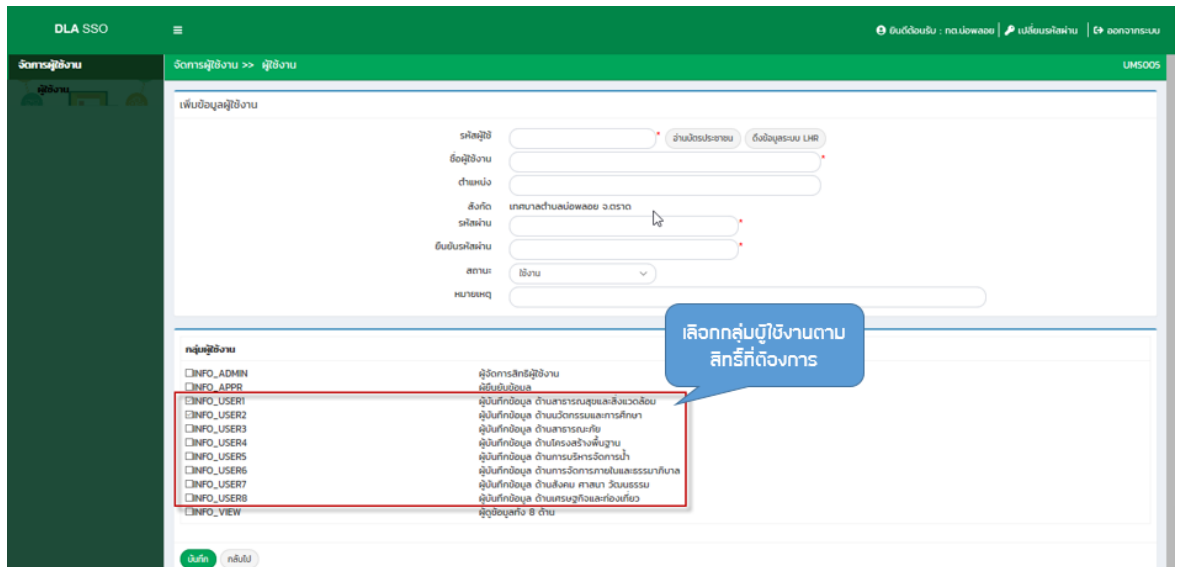 DLA SSO
ยินดีต้อนรับ : ทต.บ่อพลอย | เปลี่ยนรหัสผ่าน | ออกจากระบบ
จัดการผู้ใช้งาน
จัดการผู้ใช้งาน >> ผู้ใช้งาน
UMS005
ผู้ใช้งาน
เพิ่มข้อมูลผู้ใช้งาน
รหัสผู้ใช้ * อ่านบัตรประชาชน ดึงข้อมูลระบบ LHR
ชื่อผู้ใช้งาน *
ตำแหน่ง
สังกัด เทศบาลตำบลบ่อพลอย จ.ตราด
รหัสผ่าน *
ยืนยันรหัสผ่าน *
สถานะ ใช้งาน
หมายเหตุ
เลือกกลุ่มผู้ใช้งานตาม
สิทธิ์ที่ต้องการ
กลุ่มผู้ใช้งาน
INFO_ADMIN ผู้จัดการสิทธิผู้ใช้งาน
INFO_APPR ผู้ยืนยันข้อมูล
INFO_USER1 ผู้บันทึกข้อมูล ด้านสาธารณสุขและสิ่งแวดล้อม
INFO_USER2 ผู้บันทึกข้อมูล ด้านนวัตกรรมและการศึกษา
INFO_USER3 ผู้บันทึกข้อมูล ด้านสาธารณะภัย
INFO_USER4 ผู้บันทึกข้อมูล ด้านโครงสร้างพื้นฐาน
INFO_USER5 ผู้บันทึกข้อมูล ด้านการบริหารจัดการน้ำ
INFO_USER6 ผู้บันทึกข้อมูล ด้านการจัดการภายในและธรรมาภิบาล
INFO_USER7 ผู้บันทึกข้อมูล ด้านสังคม ศาสนา วัฒนธรรม
INFO_USER8 ผู้บันทึกข้อมูล ด้านเศรษฐกิจและท่องเที่ยว
INFO_VIEW ผู้ดูข้อมูลทั้ง 8 ด้าน
บันทึก กลับไป